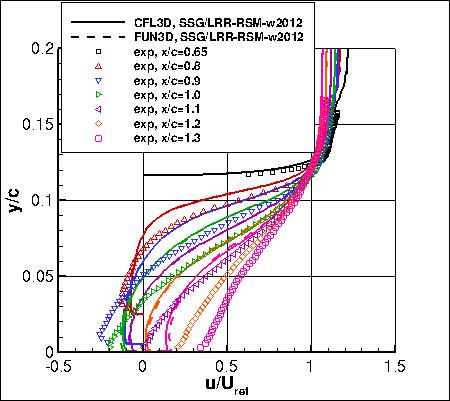 CFL3D, SSG/LRR-RSM-w2012
FUN3D, SSG/LRR-RSM-w2012
exp, x/c=0.65
exp, x/c=0.8
exp, x/c=0.9
exp, x/c=1.0
exp, x/c=1.1
exp, x/c=1.2
exp, x/c=1.3
0.2
0.15
0.1
0.05
0
y/c
-0.5
0
0.5
1
1.5
u/Uref